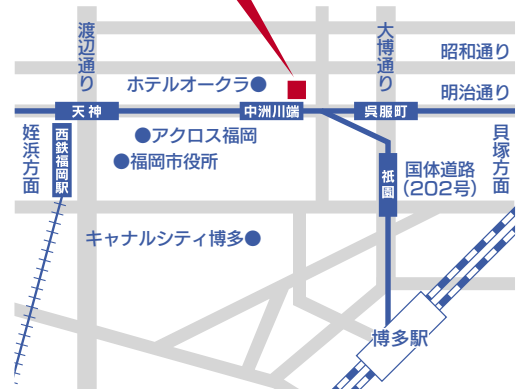 渡辺通り
大博通り
昭和通り
ホテルオークラ
明治通り
天神
中洲川端
呉服町
姪浜方面
西鉄福岡駅
アクロス福岡
福岡市役所
祇園
国体道路
(202号)
貝塚方面
キャナルシティ博多
博多駅